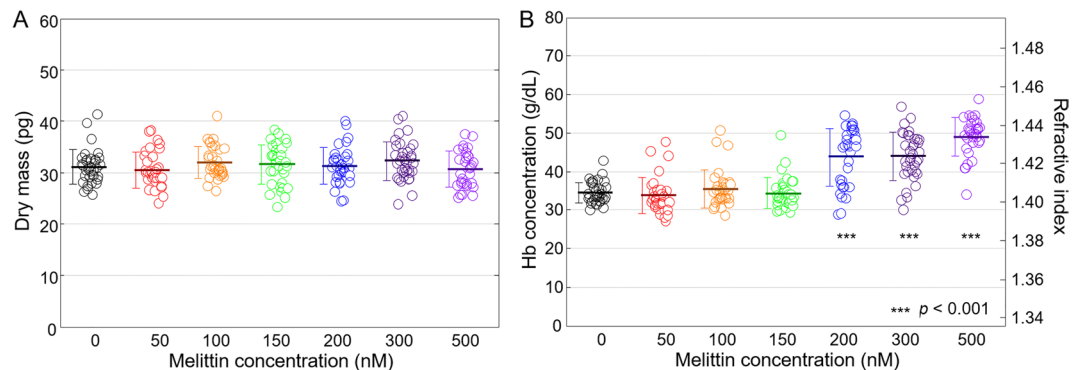 A
60
50
40
30
20
10
0
Dry mass (pg)
0 50 100 150 200 300 500
Melittin concentration (nM)
B
80
70
60
50
40
30
20
10
0
Hb concentration (g/dL)
*** *** ***
*** p < 0.001
0 50 100 150 200 300 500
Melittin concentration (nM)
1.48
1.46
1.44
1.42
1.40
1.38
1.36
1.34
Refractive index